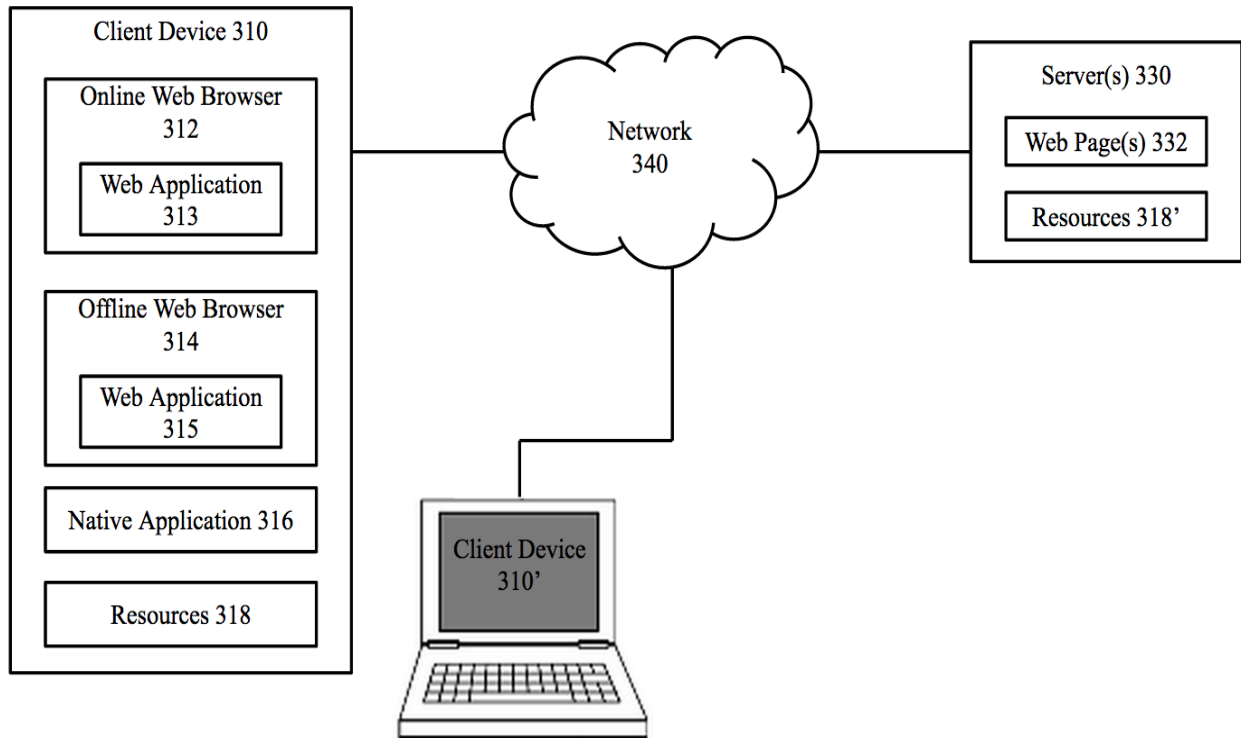 Client Device 310
Online Web Browser
312
Web Application
313
Offline Web Browser
314
Web Application
315
Native Application 316
Resources 318
Network
340
Client Device
310’
Server(s) 330
Web Page(s) 332
Resources 318’